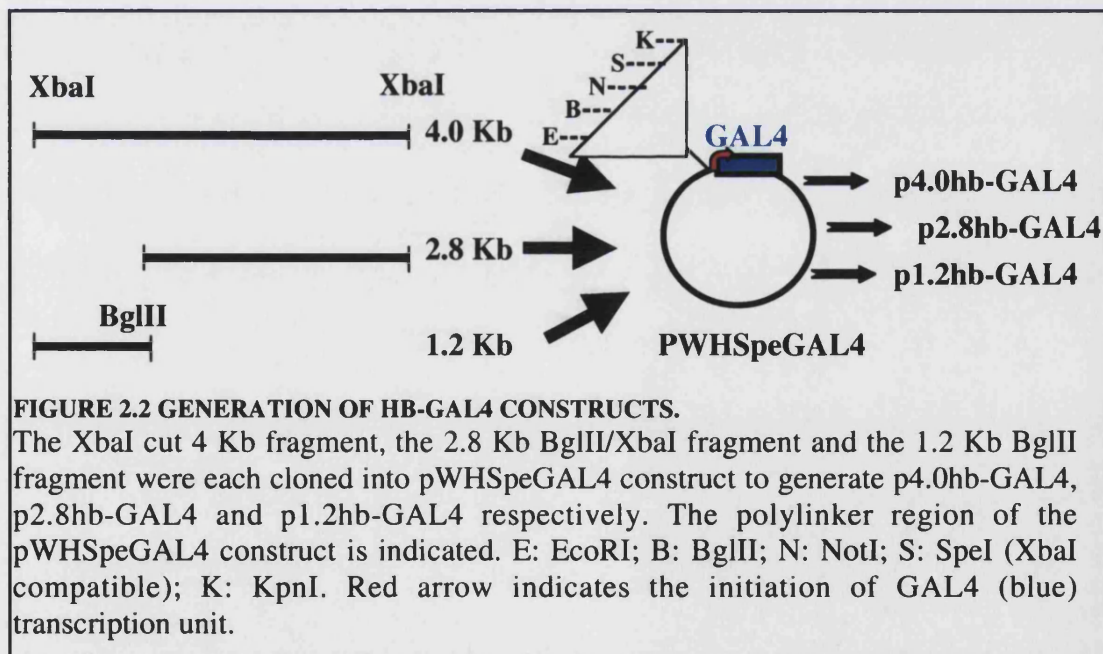 K
S
XbaI XbaI
N
B
4.0 Kb
E
GAL4
p4.0hb-GAL4
2.8 Kb
p2.8hb-GAL4
BglII
p1.2hb-GAL4
1.2 Kb
PWHSpeGAL4
FIGURE 2.2 GENERATION OF HB-GAL4 CONSTRUCTS.
The XbaI cut 4 Kb fragment, the 2.8 Kb BglII/XbaI fragment and the 1.2 Kb BglII
fragment were each cloned into pWHSpeGAL4 construct to generate p4.0hb-GAL4,
p2.8hb-GAL4 and p1.2hb-GAL4 respectively. The polylinker region of the
pWHSpeGAL4 construct is indicated. E: EcoRI; B: BglII; N: NotI; S: SpeI (XbaI
compatible); K: KpnI. Red arrow indicates the initiation of GAL4 (blue)
transcription unit.